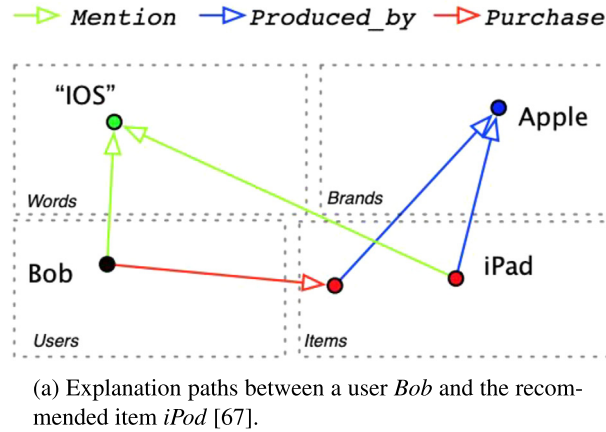 Mention Produced_by Purchase
“IOS”
Apple
Words
Brands
Bob
iPad
Users
Items
(a) Explanation paths between a user Bob and the recom-
mended item iPod [67].